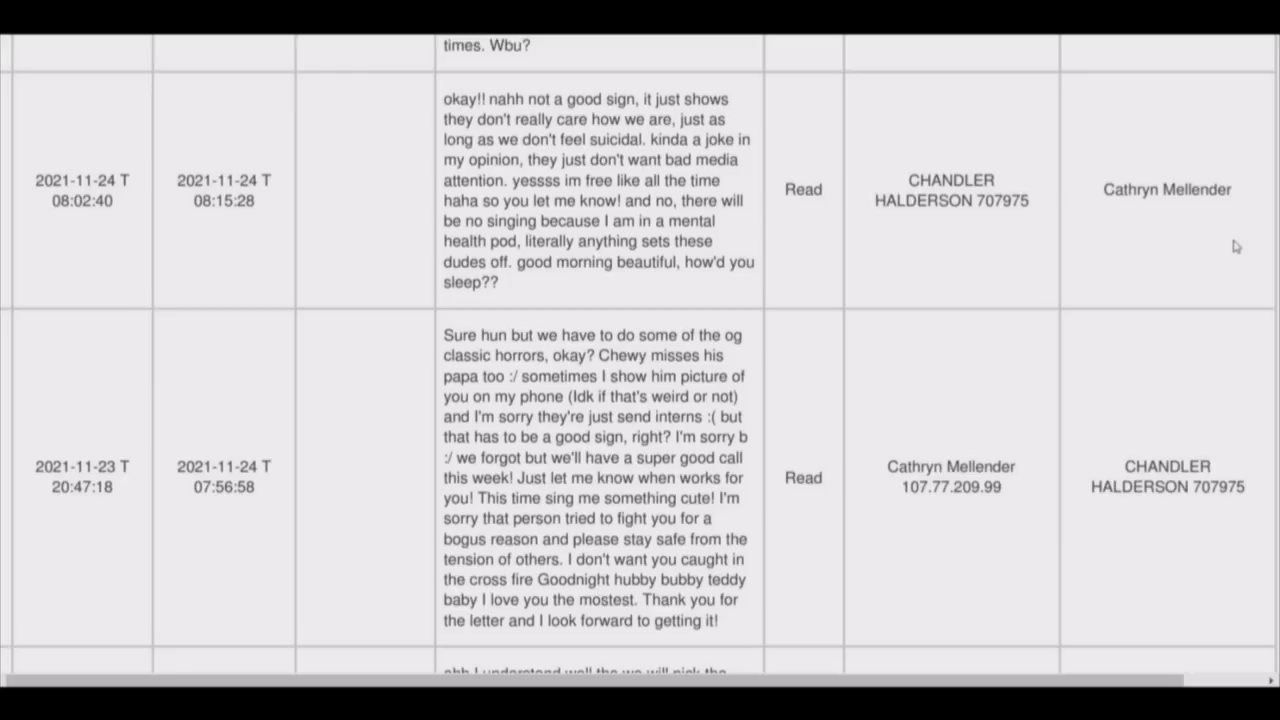 times. Wbu?
2021-11-24 T
08:02:40
2021-11-24 T
08:15:28
okay!! nahh not a good sign, it just shows
they don't really care how we are, just as
long as we don't feel suicidal. kinda a joke in
my opinion, they just don't want bad media
attention. yessss im free like all the time
haha so you let me know! and no, there will
be no singing because I am in a mental
health pod, literally anything sets these
dudes off. good morning beautiful, how'd you
sleep??
Read
CHANDLER
HALDERSON 707975
Cathryn Mellender
2021-11-23 T
20:47:18
2021-11-24 T
07:56:58
Sure hun but we have to do some of the og
classic horrors, okay? Chewy misses his
papa too :/ sometimes I show him picture of
you on my phone (Idk if that's weird or not)
and I'm sorry they're just send interns :( but
that has to be a good sign, right? I'm sorry b
:/ we forgot but we'll have a super good call
this week! Just let me know when works for
you! This time sing me something cute! I'm
sorry that person tried to fight you for a
bogus reason and please stay safe from the
tension of others. I don't want you caught in
the cross fire Goodnight hubby bubby teddy
baby I love you the mostest. Thank you for
the letter and I look forward to getting it!
Read
Cathryn Mellender
107.77.209.99
CHANDLER
HALDERSON 707975
I understand well the we will pick the